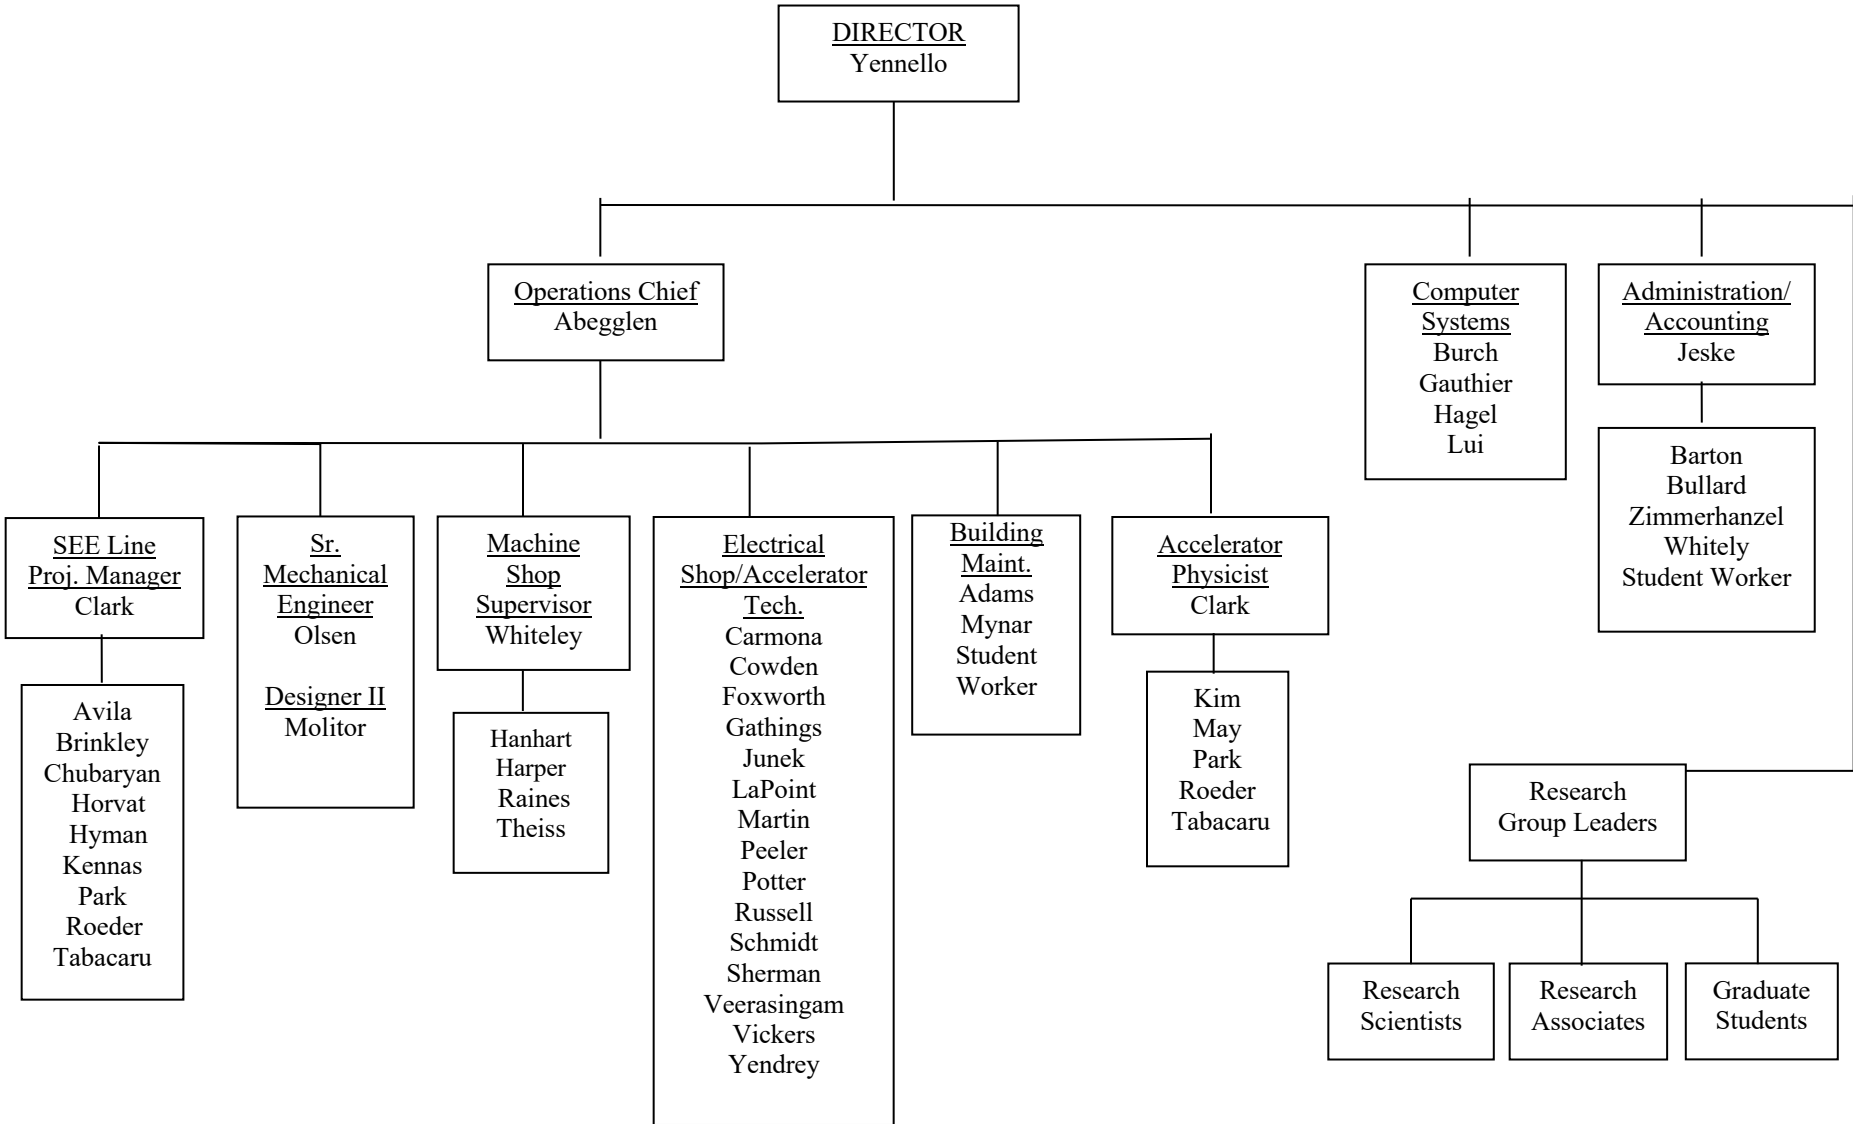 DIRECTOR
Yennello
Operations Chief
Abegglen
Computer
Systems
Burch
Gauthier
Hagel
Lui
Administration/
Accounting
Jeske
Barton
Bullard
Zimmerhanzel
Whitely
Student Worker
SEE Line
Proj. Manager
Clark
Avila
Brinkley
Chubaryan
Horvat
Hyman
Kennas
Park
Roeder
Tabacaru
Sr.
Mechanical
Engineer
Olsen
Designer II
Molitor
Machine
Shop
Supervisor
Whiteley
Hanhart
Harper
Raines
Theiss
Electrical
Shop/Accelerator
Tech.
Carmona
Cowden
Foxworth
Gathings
Junek
LaPoint
Martin
Peeler
Potter
Russell
Schmidt
Sherman
Veerasingam
Vickers
Yendrey
Building
Maint.
Adams
Mynar
Student
Worker
Accelerator
Physicist
Clark
Kim
May
Park
Roeder
Tabacaru
Research
Group Leaders
Research
Scientists
Research
Associates
Graduate
Students